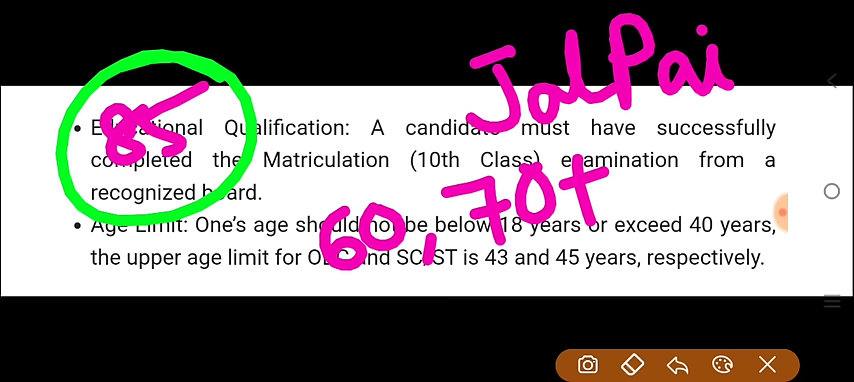 JalPai
85
• Educational Qualification: A candidate must have successfully
completed the Matriculation (10th Class) examination from a
recognized board.
60, 70+
• Age Limit: One's age should not be below 18 years or exceed 40 years,
the upper age limit for OBC and SC/ST is 43 and 45 years, respectively.